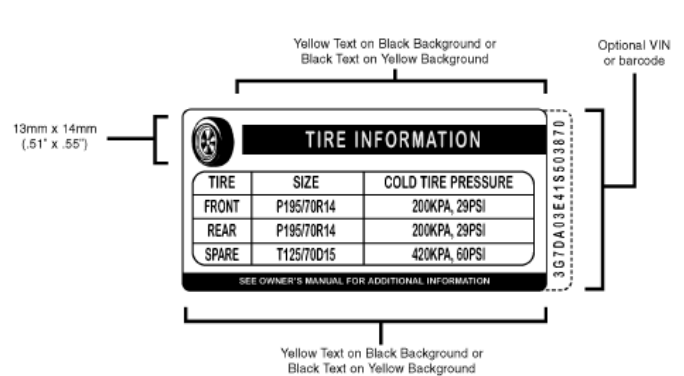 Yellow Text on Black Background or
Black Text on Yellow Background
Optional VIN
or barcode
13mm x 14mm
(.51" x .55")
TIRE INFORMATION
TIRE SIZE COLD TIRE PRESSURE
FRONT P195/70R14 200KPA, 29PSI
REAR P195/70R14 200KPA, 29PSI
SPARE T125/70D15 420KPA, 60PSI
SEE OWNER'S MANUAL FOR ADDITIONAL INFORMATION
3G7DA03E41S503870
Yellow Text on Black Background or
Black Text on Yellow Background